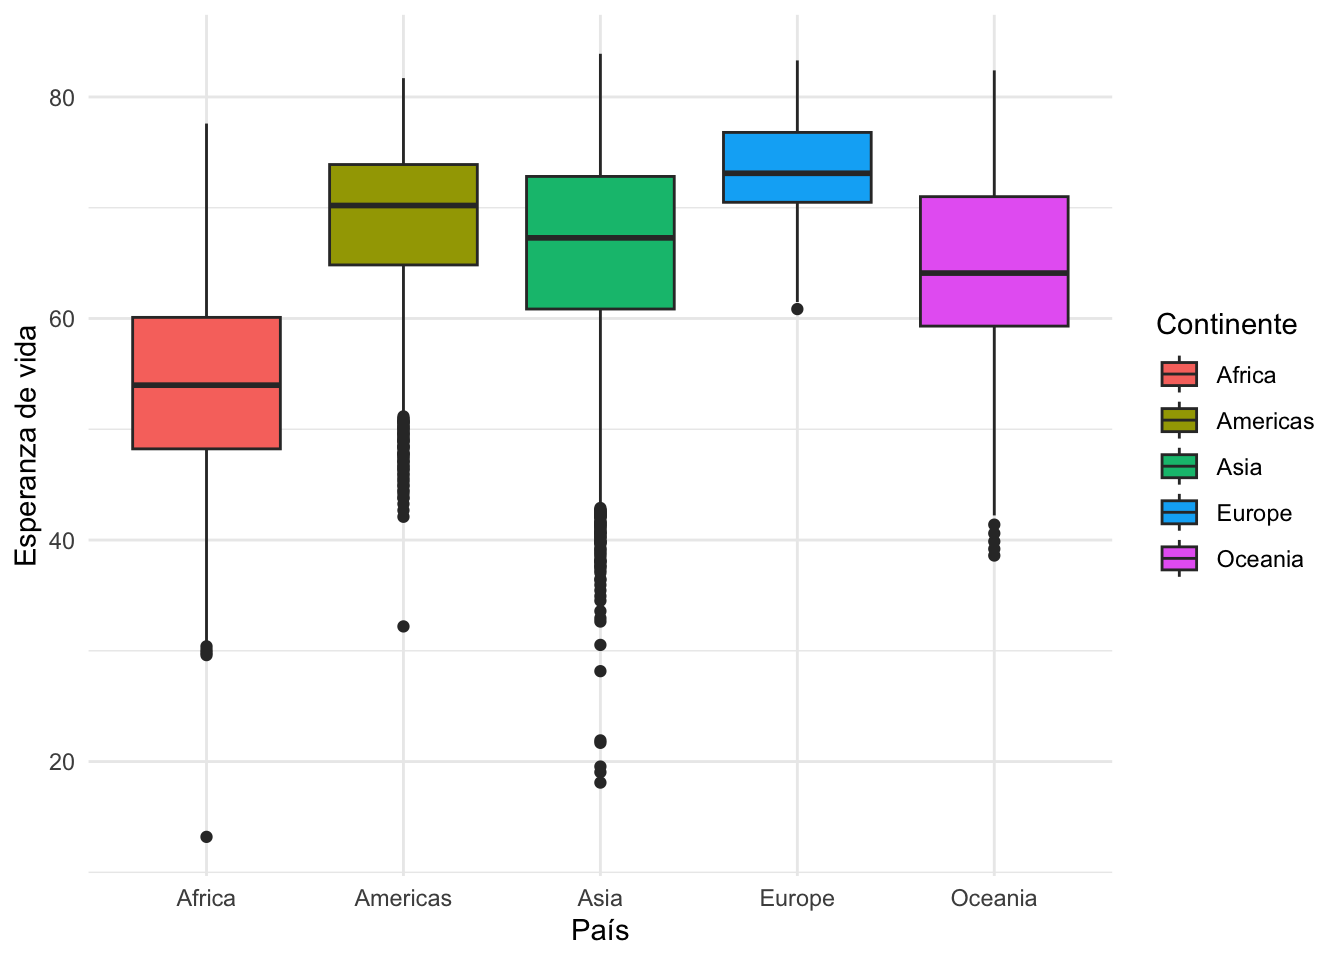 Esperanza de vida
80
60
40
20
Africa
Americas
Asia
Europe
Oceania
País
Continente
Africa
Americas
Asia
Europe
Oceania